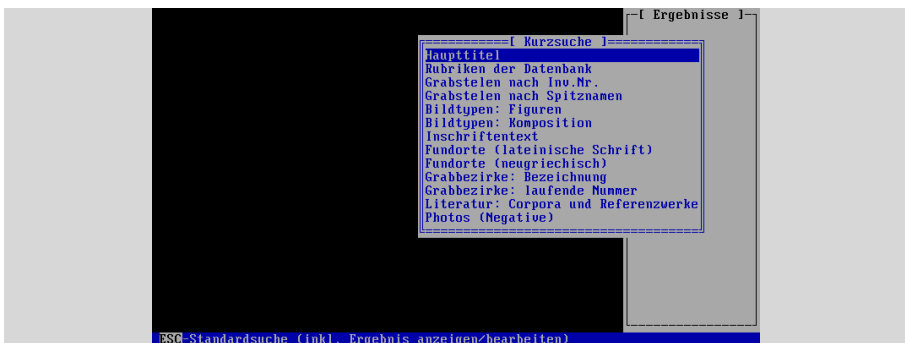 [ Ergebnisse ]
[ Kurzsuche ]
Haupttitel
Rubriken der Datenbank
Grabstelen nach Inv.Nr.
Grabstelen nach Spitznamen
Bildtypen: Figuren
Bildtypen: Komposition
Inschriftentext
Fundorte (lateinische Schrift)
Fundorte (neugriechisch)
Grabbezirke: Bezeichnung
Grabbezirke: laufende Nummer
Literatur: Corpora und Referenzwerke
Photos (Negative)
ESC-Standardsuche (inkl. Ergebnis anzeigen/bearbeiten)